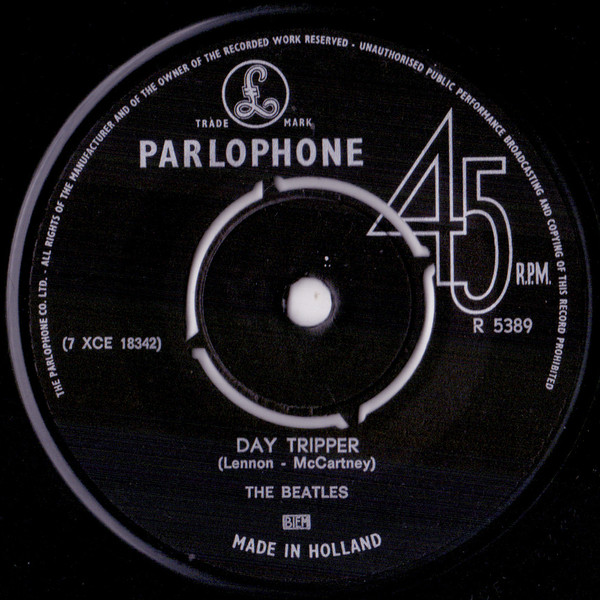 THE PARLOPHONE CO. LTD. - ALL RIGHTS OF THE MANUFACTURER AND OF THE OWNER OF THE RECORDED WORK RESERVED - UNAUTHORISED PUBLIC PERFORMANCE BROADCASTING AND COPYING OF THIS RECORD PROHIBITED
£
TRADE MARK
PARLOPHONE
45
R.P.M.
R 5389
(7 XCE 18342)
DAY TRIPPER
(Lennon - McCartney)
THE BEATLES
BIEM
MADE IN HOLLAND